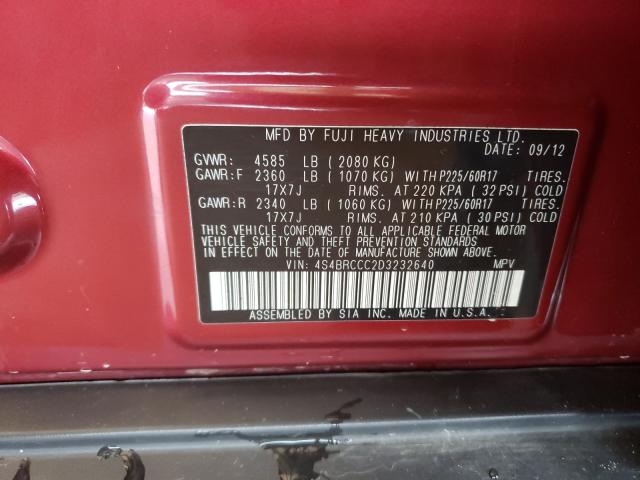 MFD BY FUJI HEAVY INDUSTRIES LTD.
DATE: 09/12
GVWR: 4585 LB ( 2080 KG)
GAWR:F 2360 LB ( 1070 KG) WITH P225/60R17 TIRES.
17X7J RIMS. AT 220 KPA ( 32 PSI) COLD
GAWR:R 2340 LB ( 1060 KG) WITH P225/60R17 TIRES.
17X7J RIMS. AT 210 KPA ( 30 PSI) COLD
THIS VEHICLE CONFORMS TO ALL APPLICABLE FEDERAL MOTOR
VEHICLE SAFETY AND THEFT PREVENTION STANDARDS
IN EFFECT ON THE DATE OF MANUFACTURE SHOWN ABOVE.
VIN: 4S4BRCCC2D3232640 MPV
ASSEMBLED BY SIA INC. MADE IN U.S.A.